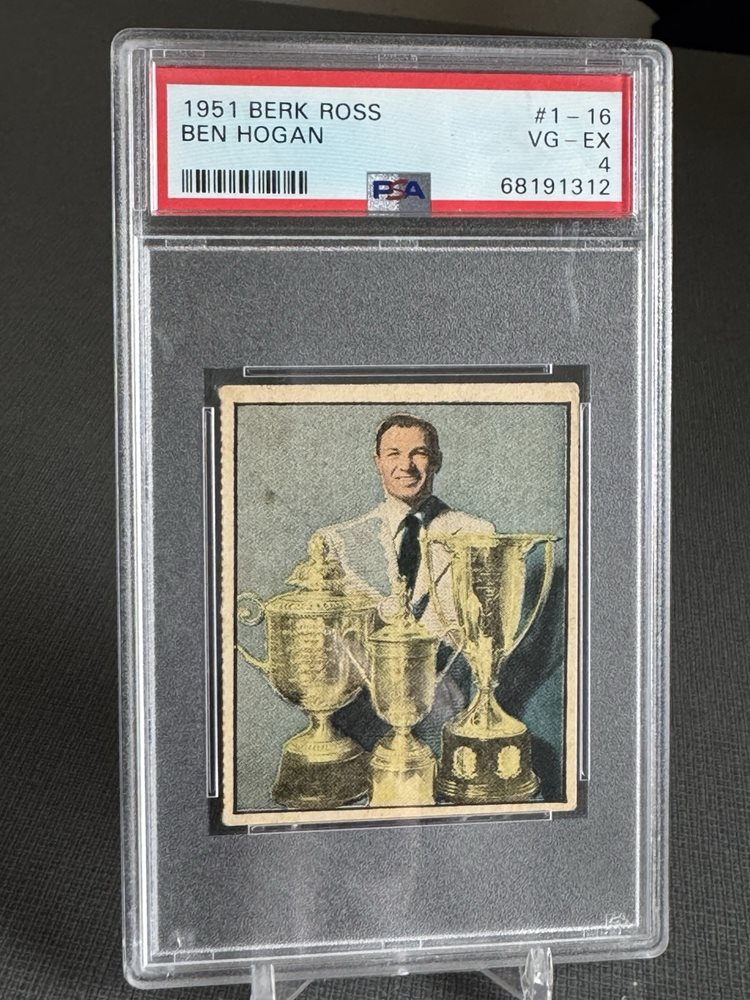 1951 BERK ROSS #1-16
BEN HOGAN VG-EX
4
PSA 68191312